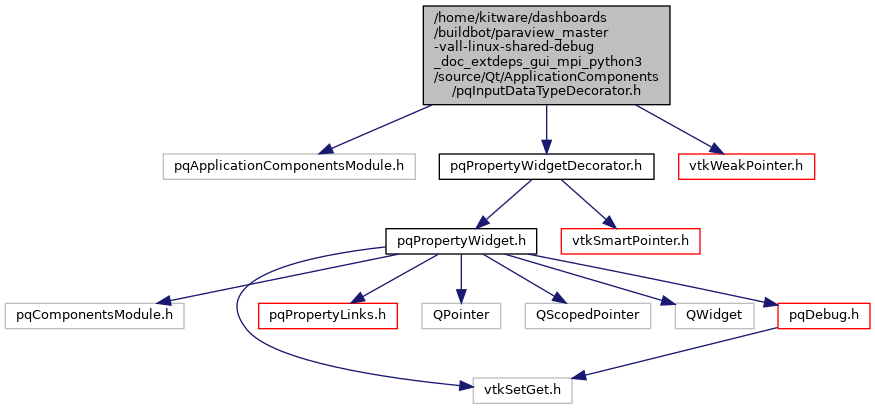 /home/kitware/dashboards
/buildbot/paraview_master
-vall-linux-shared-debug
_doc_extdeps_gui_mpi_python3
/source/Qt/ApplicationComponents
/pqInputDataTypeDecorator.h
pqApplicationComponentsModule.h
pqPropertyWidgetDecorator.h
vtkWeakPointer.h
pqPropertyWidget.h
vtkSmartPointer.h
pqComponentsModule.h
pqPropertyLinks.h
QPointer
QScopedPointer
QWidget
pqDebug.h
vtkSetGet.h